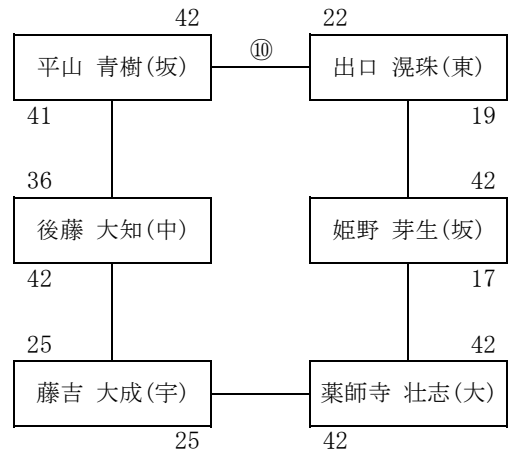 42 22
⑩
平山 青樹(坂) 出口 滉珠(東)
41 19
36 42
後藤 大知(中) 姫野 芽生(坂)
42 17
25 42
藤吉 大成(宇) 薬師寺 壮志(大)
25 42